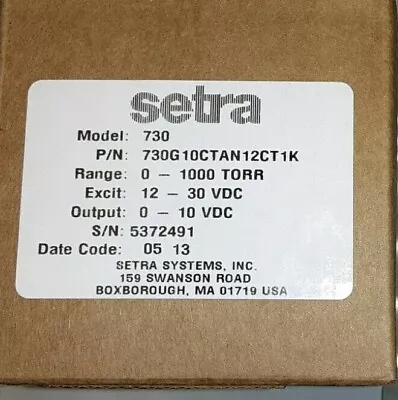 setra
Model: 730
P/N: 730G10CTAN12CT1K
Range: 0 – 1000 TORR
Excit: 12 – 30 VDC
Output: 0 – 10 VDC
S/N: 5372491
Date Code: 05 13
SETRA SYSTEMS, INC.
159 SWANSON ROAD
BOXBOROUGH, MA 01719 USA